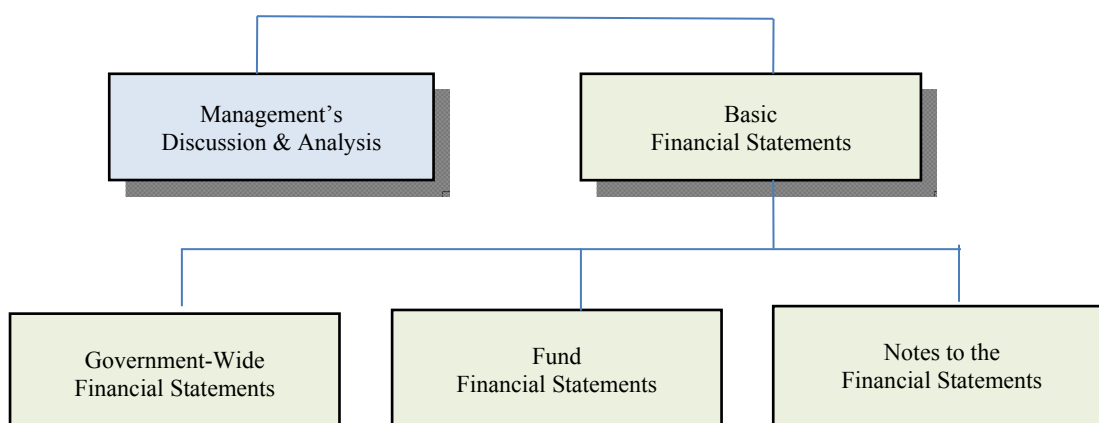 Management’s
Discussion & Analysis
Basic
Financial Statements
Government-Wide
Financial Statements
Fund
Financial Statements
Notes to the
Financial Statements